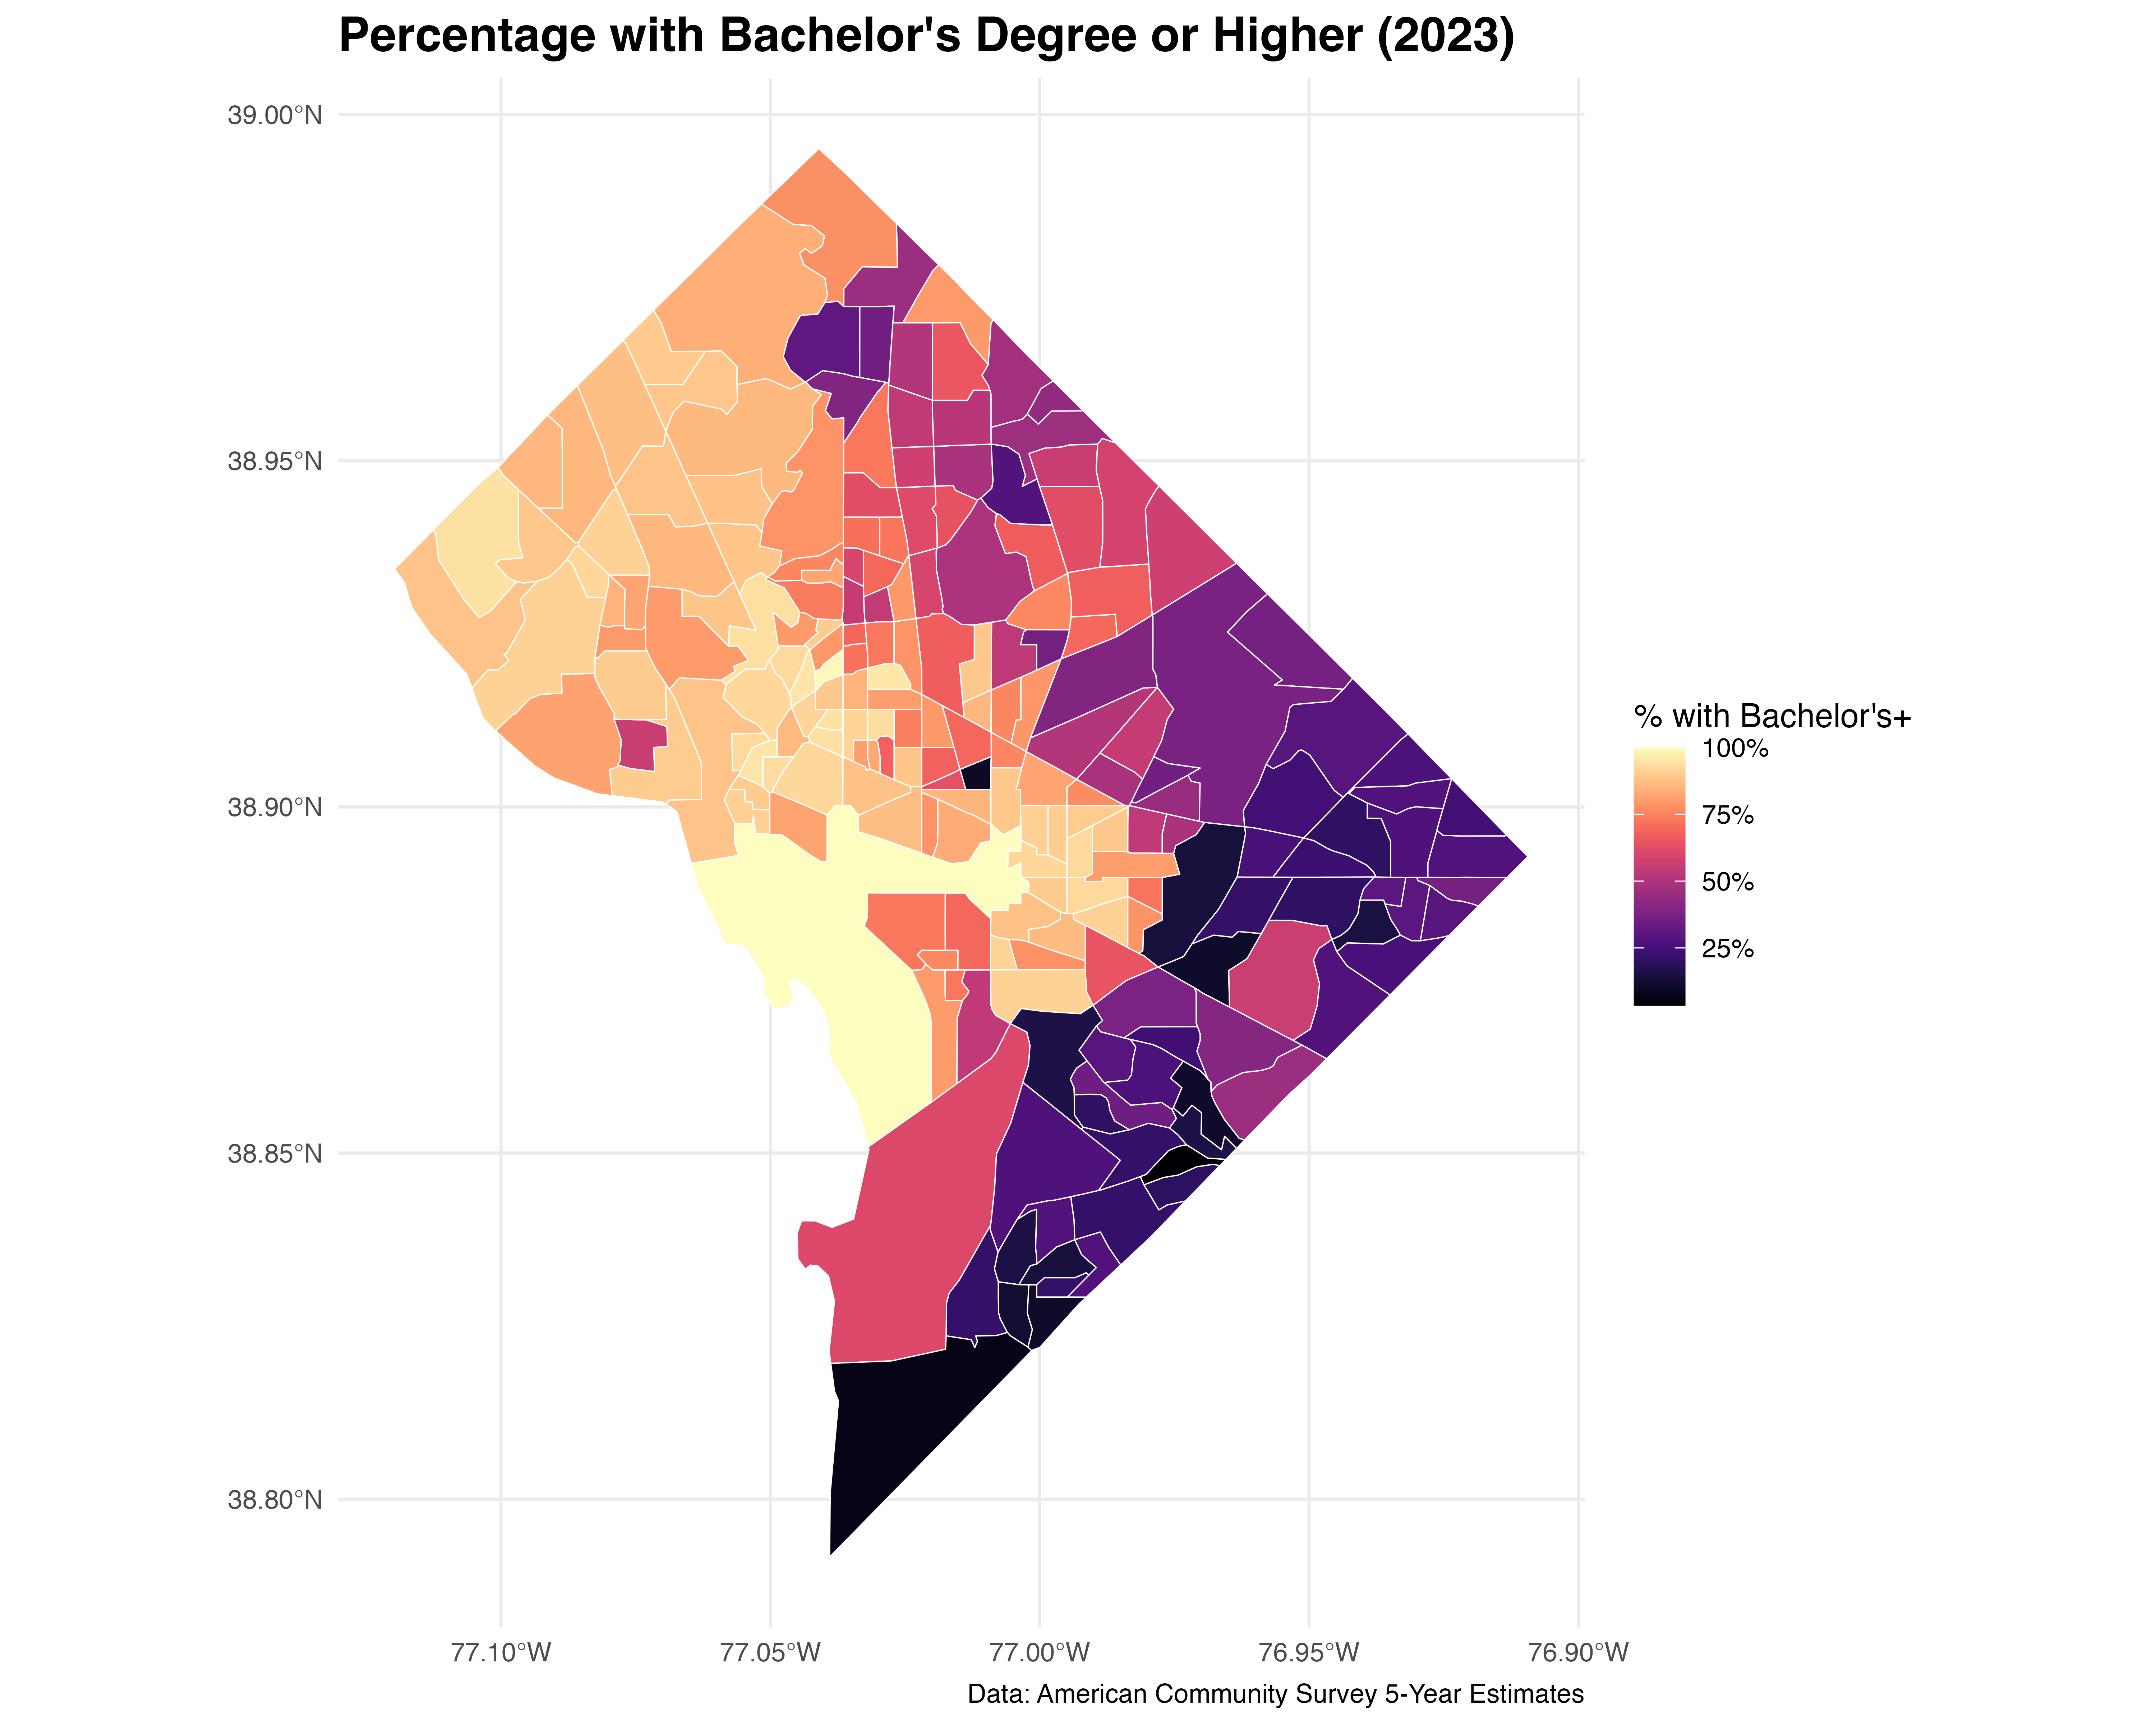 Percentage with Bachelor's Degree or Higher (2023)
39.00°N
38.95°N
38.90°N
38.85°N
38.80°N
77.10°W
77.05°W
77.00°W
76.95°W
76.90°W
% with Bachelor's+
100%
75%
50%
25%
Data: American Community Survey 5-Year Estimates